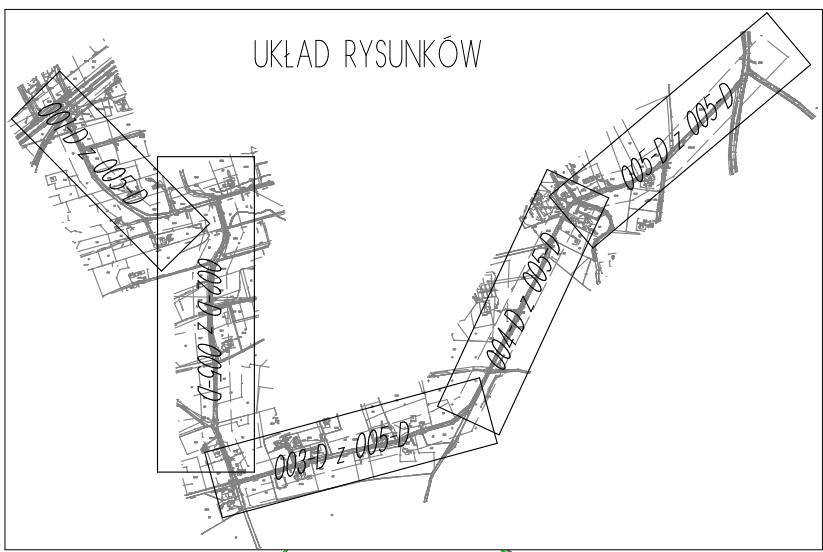 UKŁAD RYSUNKÓW
001-D z 005-D
002-D z 005-D
003-D z 005-D
004-D z 005-D
005-D z 005-D